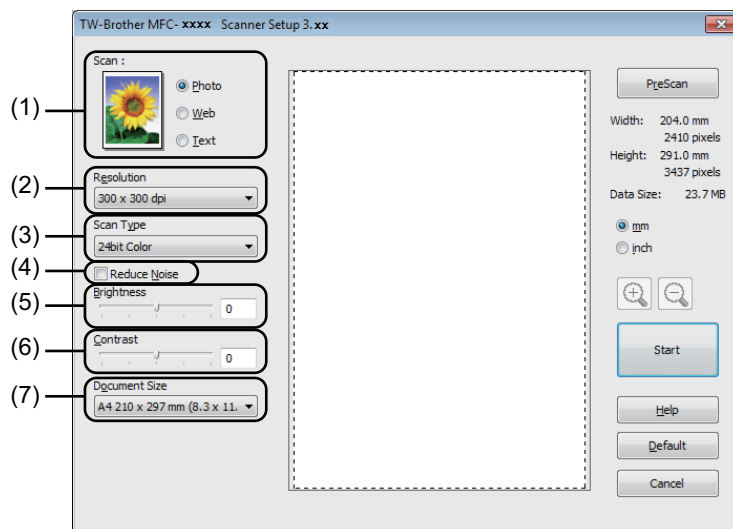 TW-Brother MFC- xxxx Scanner Setup 3. xx
Scan :
(1)
Photo
Web
Text
(2)
Resolution
300 x 300 dpi
(3)
Scan Type
24bit Color
(4)
Reduce Noise
(5)
Brightness
0
(6)
Contrast
0
(7)
Document Size
A4 210 x 297 mm (8.3 x 11.
PreScan
Width: 204.0 mm
2410 pixels
Height: 291.0 mm
3437 pixels
Data Size: 23.7 MB
mm
inch
Start
Help
Default
Cancel